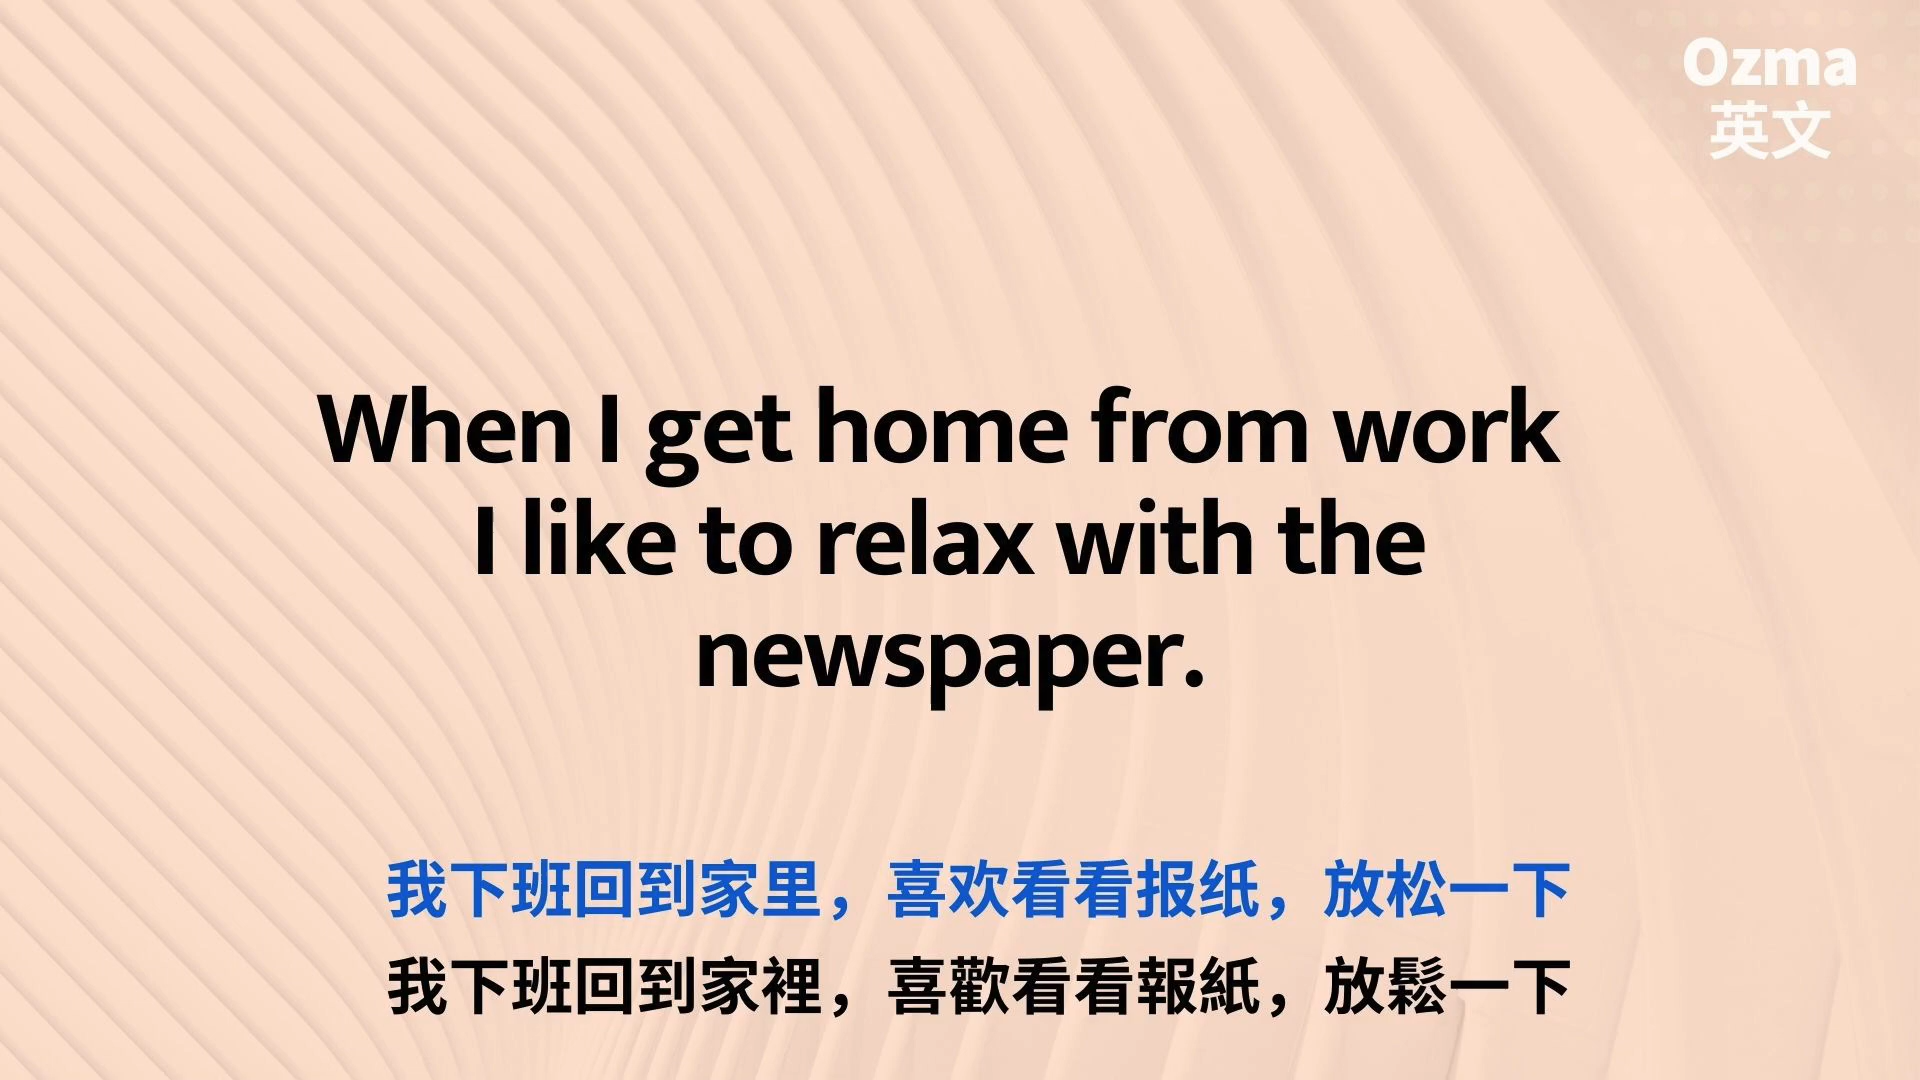 Ozma
英文
When I get home from work
I like to relax with the
newspaper.
我下班回到家里，喜欢看看报纸，放松一下
我下班回到家裡，喜歡看看報紙，放鬆一下